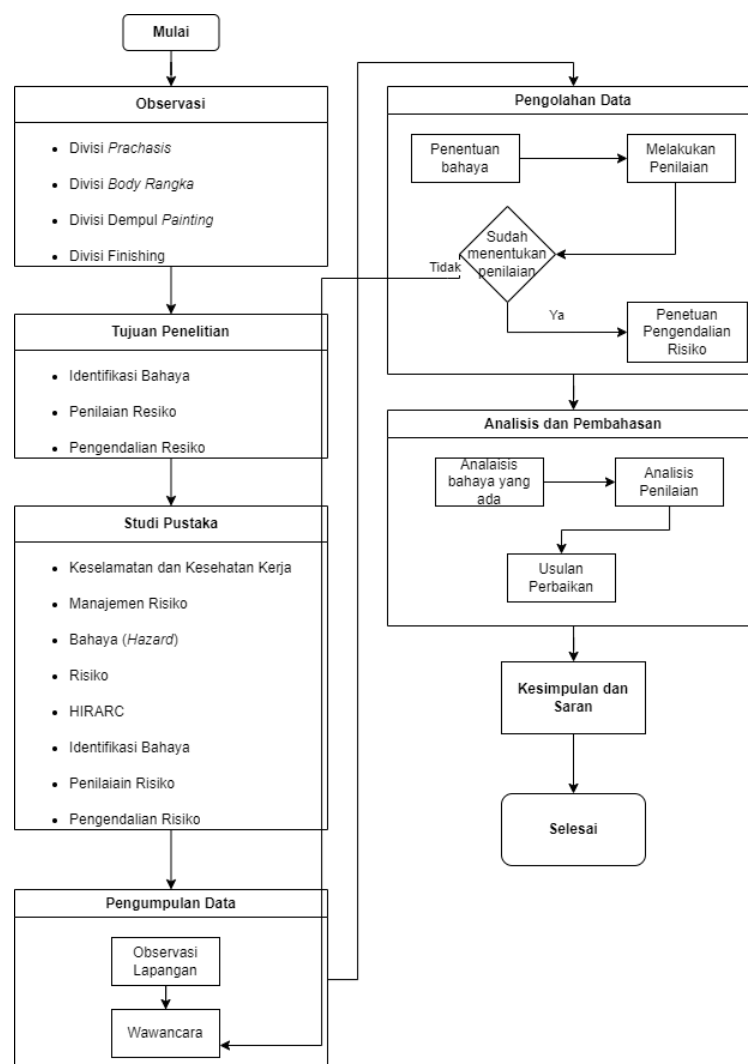 Mulai
Observasi
Divisi Prachasis
Divisi Body Rangka
Divisi Dempul Painting
Divisi Finishing
Tujuan Penelitian
Identifikasi Bahaya
Penilaian Resiko
Pengendalian Resiko
Studi Pustaka
Keselamatan dan Kesehatan Kerja
Manajemen Risiko
Bahaya (Hazard)
Risiko
HIRARC
Identifikasi Bahaya
Penilaiain Risiko
Pengendalian Risiko
Pengumpulan Data
Observasi
Lapangan
Wawancara
Pengolahan Data
Penentuan
bahaya
Melakukan
Penilaian
Sudah
menentukan
penilaian
Tidak
Ya
Penetuan
Pengendalian
Risiko
Analisis dan Pembahasan
Analaisis
bahaya yang
ada
Analisis
Penilaian
Usulan
Perbaikan
Kesimpulan dan
Saran
Selesai